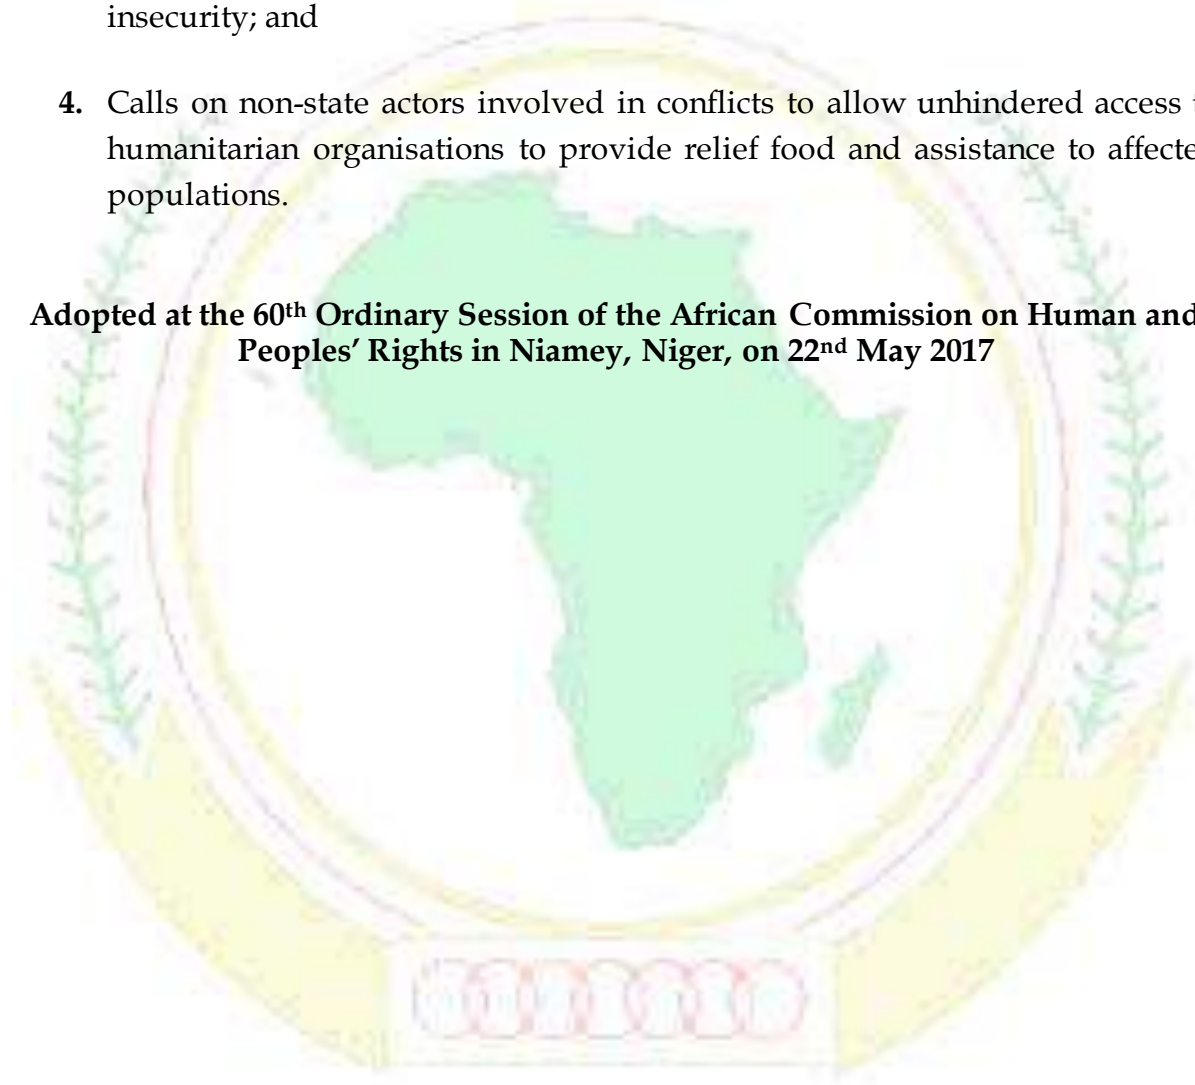 insecurity; and
4. Calls on non-state actors involved in conflicts to allow unhindered access
humanitarian organisations to provide relief food and assistance to affecte
populations.
Adopted at the 60th Ordinary Session of the African Commission on Human and
Peoples’ Rights in Niamey, Niger, on 22nd May 2017